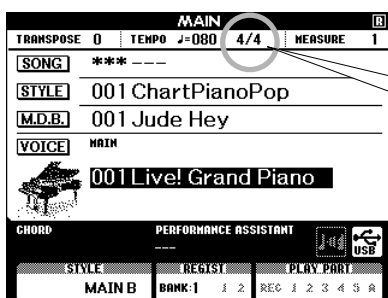 MAIN R
TRANSPOSE 0 TEMPO ♩=080 4/4 MEASURE 1
SONG *** ---
STYLE 001 ChartPianoPop
M.D.B. 001 Jude Hey
VOICE MAIN
001 Live! Grand Piano
CHORD PERFORMANCE ASSISTANT
---
USB
STYLE REGIST PLAY PART
MAIN B BANK:1 1 2 REC 1 2 3 4 5 A